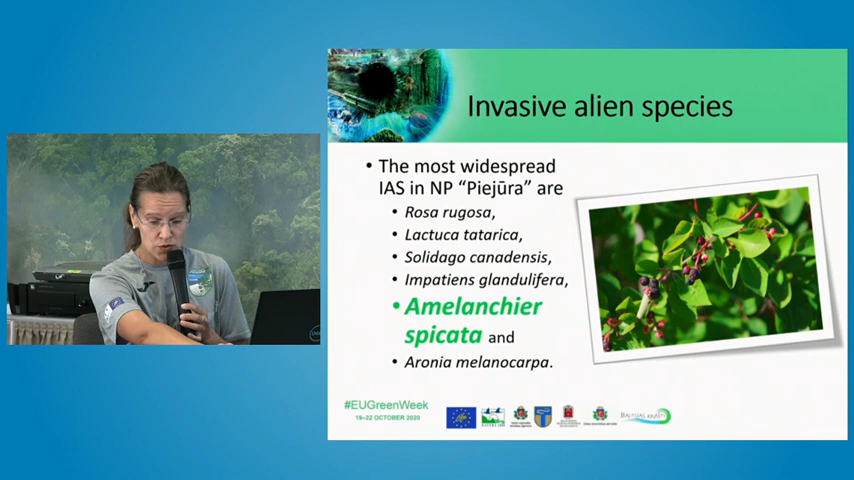 Invasive alien species
• The most widespread
IAS in NP “Piejūra” are
• Rosa rugosa,
• Lactuca tatarica,
• Solidago canadensis,
• Impatiens glandulifera,
• Amelanchier
spicata and
• Aronia melanocarpa.
#EUGreenWeek
19–22 OCTOBER 2020